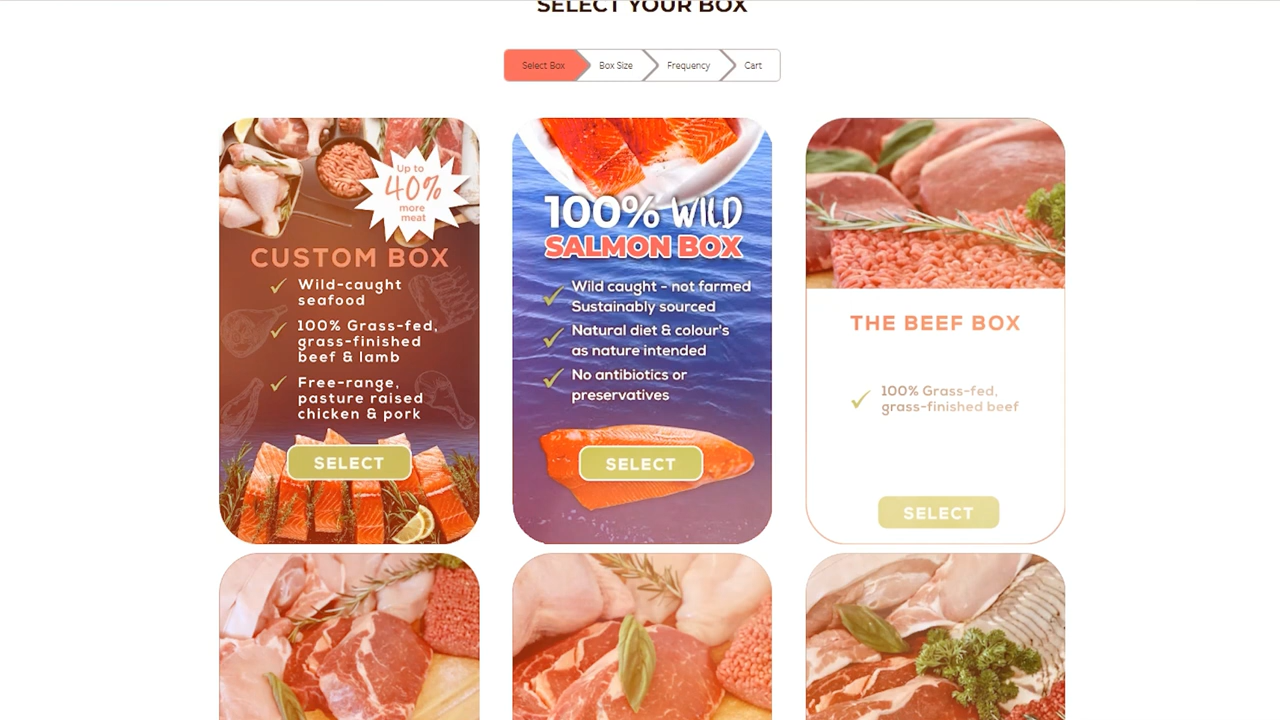 SELECT YOUR BOX
Select Box
Box Size
Frequency
Cart
Up to
40%
more
meat
CUSTOM BOX
Wild-caught
seafood
100% Grass-fed,
grass-finished
beef & lamb
Free-range,
pasture raised
chicken & pork
SELECT
100% WILD
SALMON BOX
Wild caught - not farmed
Sustainably sourced
Natural diet & colour's
as nature intended
No antibiotics or
preservatives
SELECT
THE BEEF BOX
100% Grass-fed,
grass-finished beef
SELECT